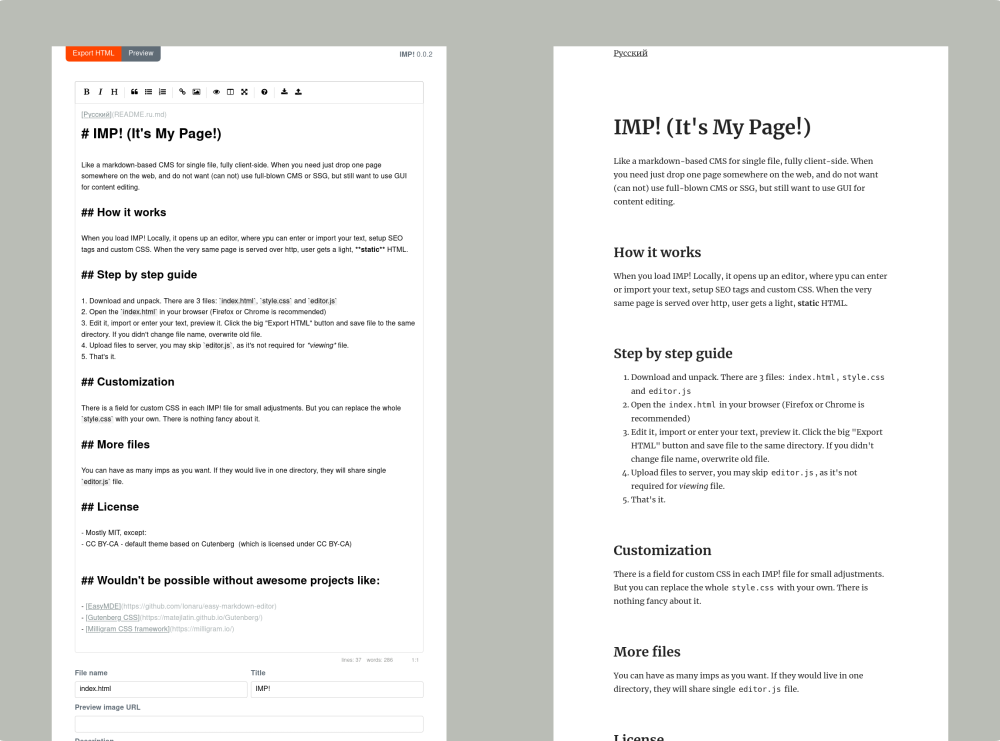 Export HTML Preview IMP! 0.0.2
B I H
[Русский](README.ru.md)
# IMP! (It's My Page!)
Like a markdown-based CMS for single file, fully client-side. When you need just drop one page
somewhere on the web, and do not want (can not) use full-blown CMS or SSG, but still want to use GUI
for content editing.
## How it works
When you load IMP! Locally, it opens up an editor, where ypu can enter or import your text, setup SEO
tags and custom CSS. When the very same page is served over http, user gets a light, **static** HTML.
## Step by step guide
1. Download and unpack. There are 3 files: `index.html`, `style.css` and `editor.js`
2. Open the `index.html` in your browser (Firefox or Chrome is recommended)
3. Edit it, import or enter your text, preview it. Click the big "Export HTML" button and save file to the same
directory. If you didn't change file name, overwrite old file.
4. Upload files to server, you may skip `editor.js`, as it's not required for *viewing* file.
5. That's it.
## Customization
There is a field for custom CSS in each IMP! file for small adjustments. But you can replace the whole
`style.css` with your own. There is nothing fancy about it.
## More files
You can have as many imps as you want. If they would live in one directory, they will share single
`editor.js` file.
## License
- Mostly MIT, except:
- CC BY-CA - default theme based on Cutenberg (which is licensed under CC BY-CA)
## Wouldn't be possible without awesome projects like:
- [EasyMDE](https://github.com/Ionaru/easy-markdown-editor)
- [Gutenberg CSS](https://matejlatin.github.io/Gutenberg/)
- [Milligram CSS framework](https://milligram.io/)
lines: 37 words: 288 1:1
File name Title
index.html IMP!
Preview image URL
Description
Русский
IMP! (It's My Page!)
Like a markdown-based CMS for single file, fully client-side. When
you need just drop one page somewhere on the web, and do not want
(can not) use full-blown CMS or SSG, but still want to use GUI for
content editing.
How it works
When you load IMP! Locally, it opens up an editor, where ypu can enter
or import your text, setup SEO tags and custom CSS. When the very
same page is served over http, user gets a light, static HTML.
Step by step guide
1. Download and unpack. There are 3 files: index.html, style.css
and editor.js
2. Open the index.html in your browser (Firefox or Chrome is
recommended)
3. Edit it, import or enter your text, preview it. Click the big "Export
HTML" button and save file to the same directory. If you didn't
change file name, overwrite old file.
4. Upload files to server, you may skip editor.js, as it's not
required for viewing file.
5. That's it.
Customization
There is a field for custom CSS in each IMP! file for small adjustments.
But you can replace the whole style.css with your own. There is
nothing fancy about it.
More files
You can have as many imps as you want. If they would live in one
directory, they will share single editor.js file.
License